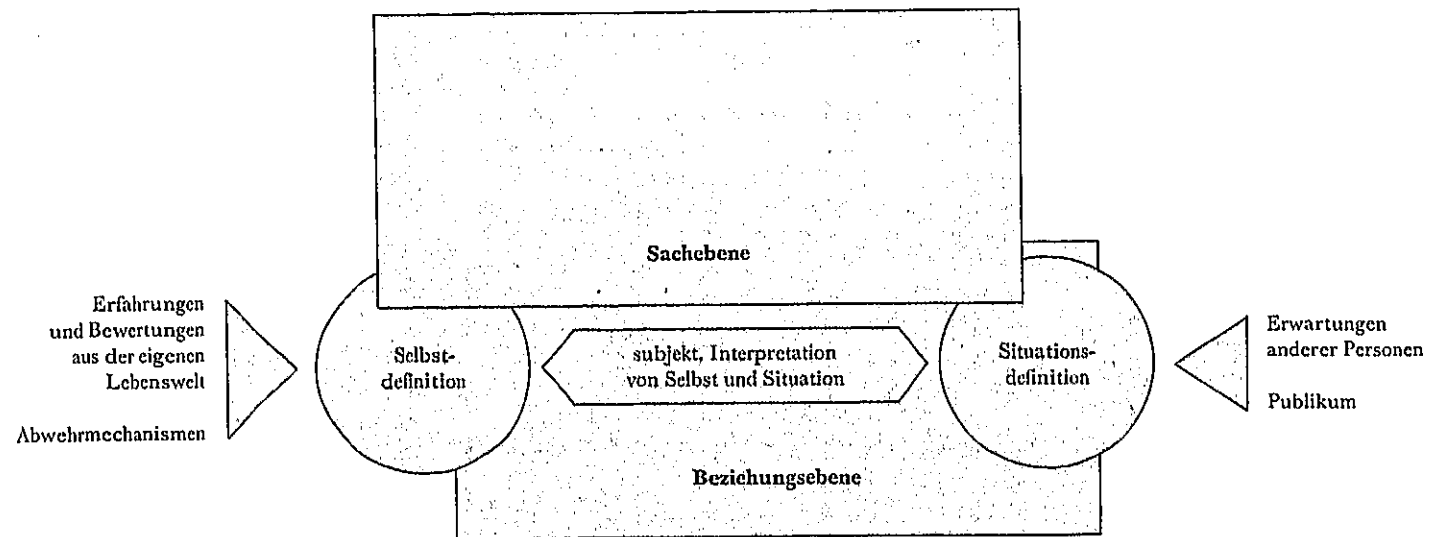 Sachebene
Erfahrungen
und Bewertungen
aus der eigenen
Lebenswelt
Abwehrmechanismen
Selbst-
definition
subjekt, Interpretation
von Selbst und Situation
Situations-
definition
Erwartungen
anderer Personen
Publikum
Beziehungsebene